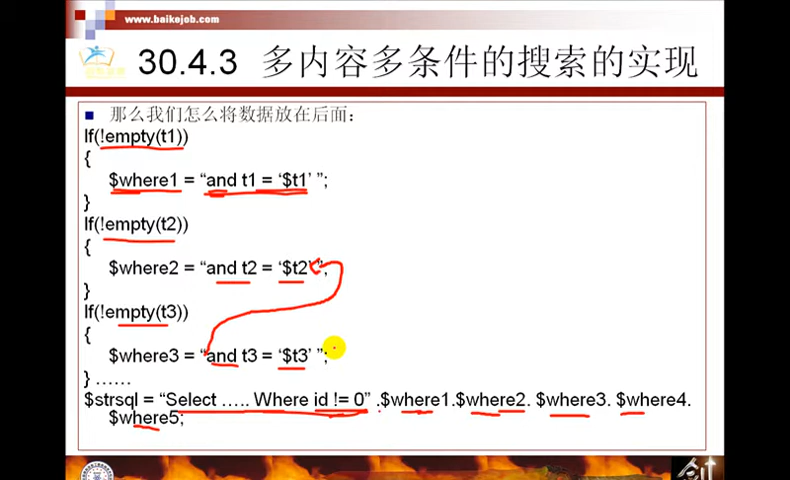 www.baikejob.com
30.4.3 多内容多条件的搜索的实现
那么我们怎么将数据放在后面：
If(!empty(t1))
{
$where1 = “and t1 = ‘$t1’ ”;
}
If(!empty(t2))
{
$where2 = “and t2 = ‘$t2’ ”;
}
If(!empty(t3))
{
$where3 = “and t3 = ‘$t3’ ”;
} ……
$strsql = “Select ….. Where id != 0” .$where1.$where2. $where3. $where4.
$where5;